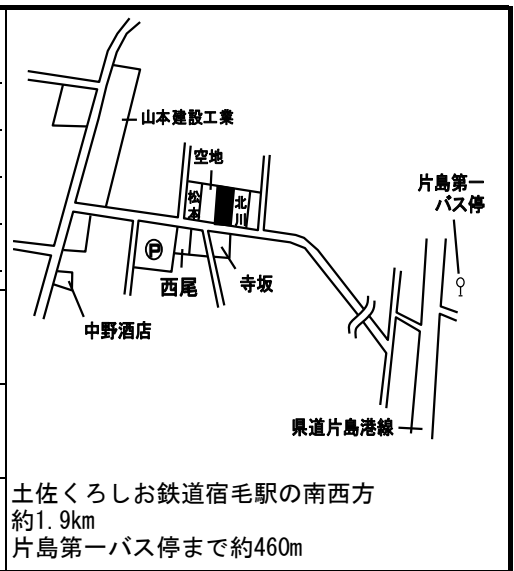 山本建設工業
空地
松本
北川
片島第一
バス停
Ⓟ
西尾
寺坂
中野酒店
県道片島港線
土佐くろしお鉄道宿毛駅の南西方
約1.9km
片島第一バス停まで約460m